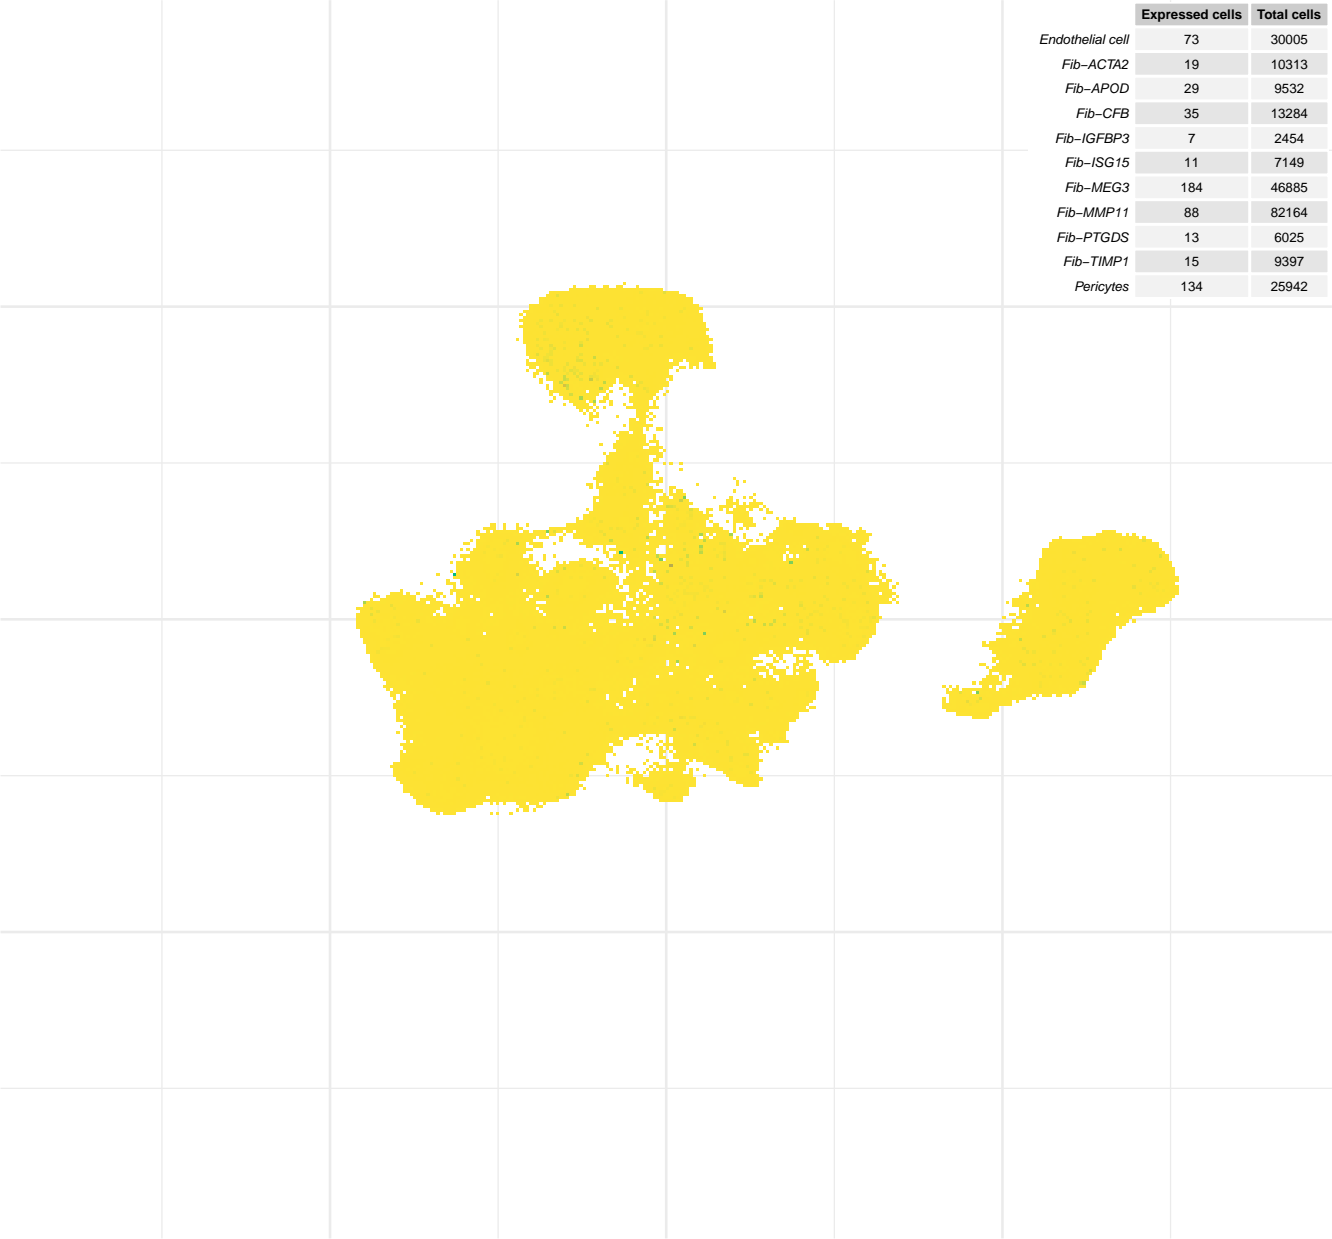 Expressed cells Total cells
Endothelial cell 73 30005
Fib−ACTA2 19 10313
Fib−APOD 29 9532
Fib−CFB 35 13284
Fib−IGFBP3 7 2454
Fib−ISG15 11 7149
Fib−MEG3 184 46885
Fib−MMP11 88 82164
Fib−PTGDS 13 6025
Fib−TIMP1 15 9397
Pericytes 134 25942